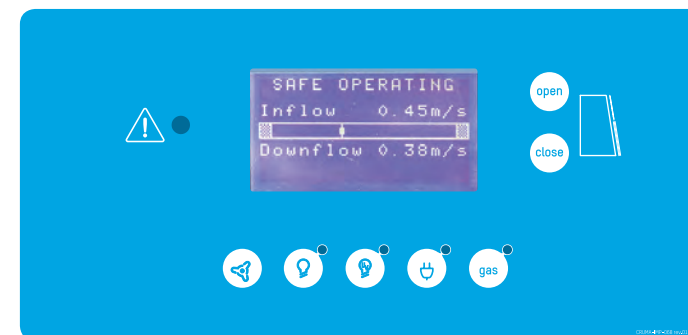 SAFE OPERATING
Inflow 0.45m/s
Downflow 0.38m/s
open
close
gas